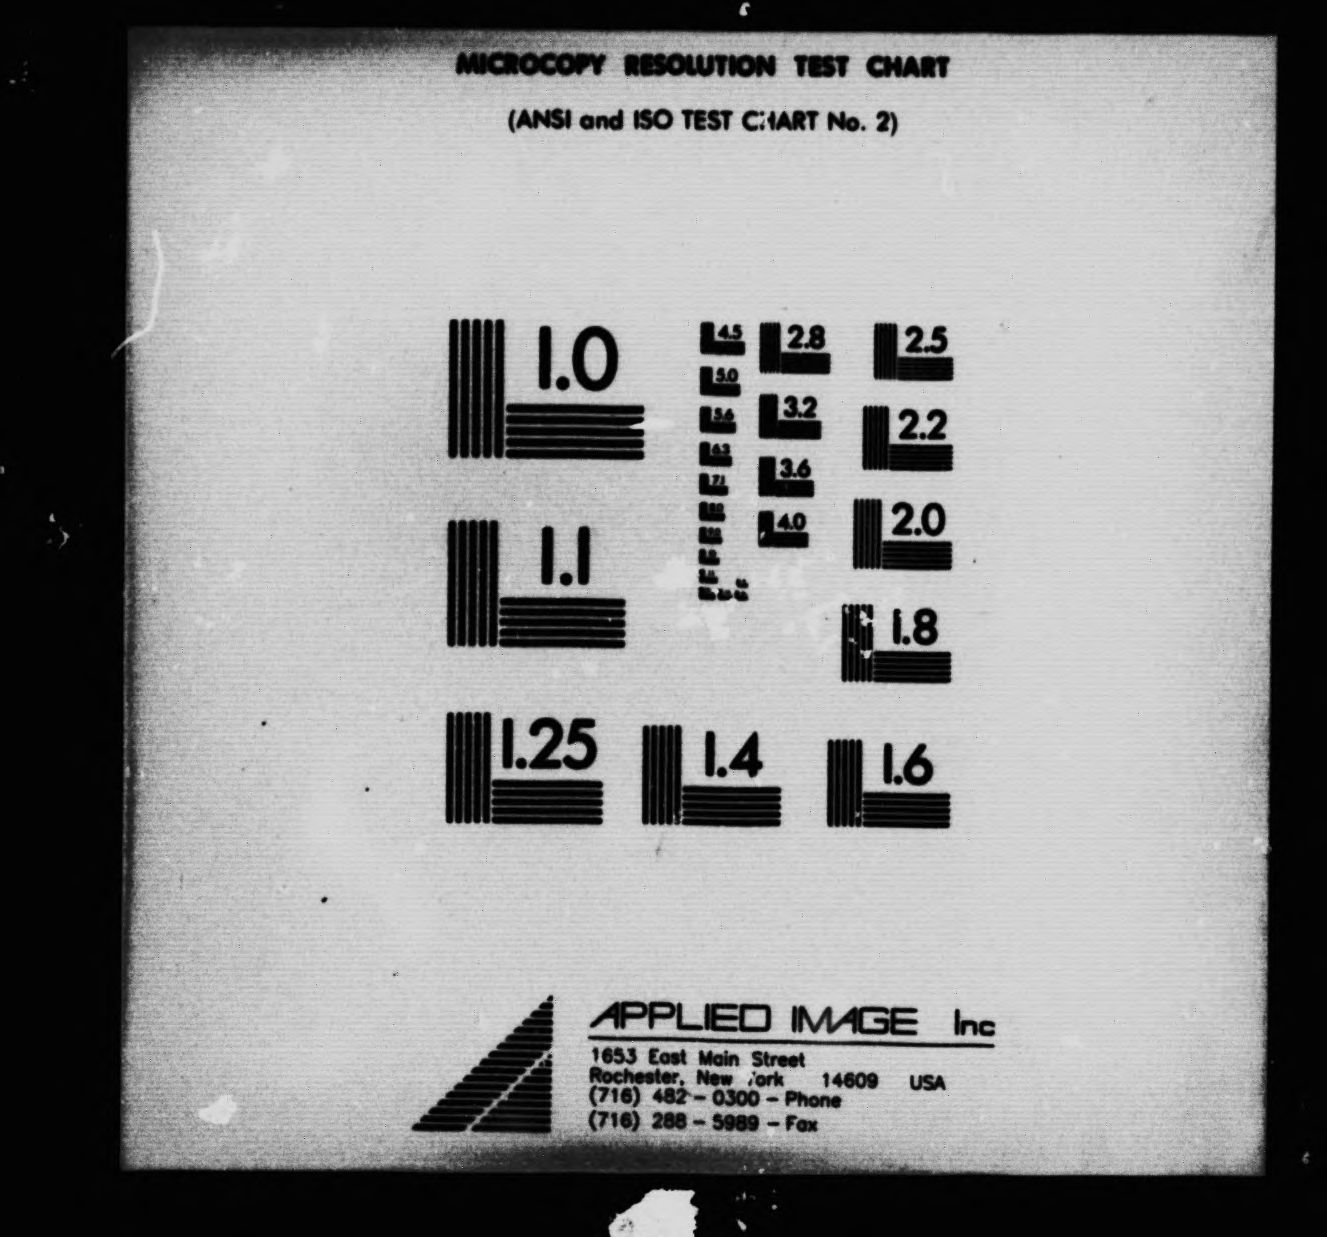 MICROCOPY RESOLUTION TEST CHART
(ANSI and ISO TEST CHART No. 2)
1.0
4.5
2.8
2.5
5.0
3.2
2.2
5.6
6.3
3.6
7.1
2.0
4.0
1.1
1.8
1.25
1.4
1.6
APPLIED IMAGE Inc
1653 East Main Street
Rochester, New York 14609 USA
(716) 482 - 0300 - Phone
(716) 288 - 5989 - Fax